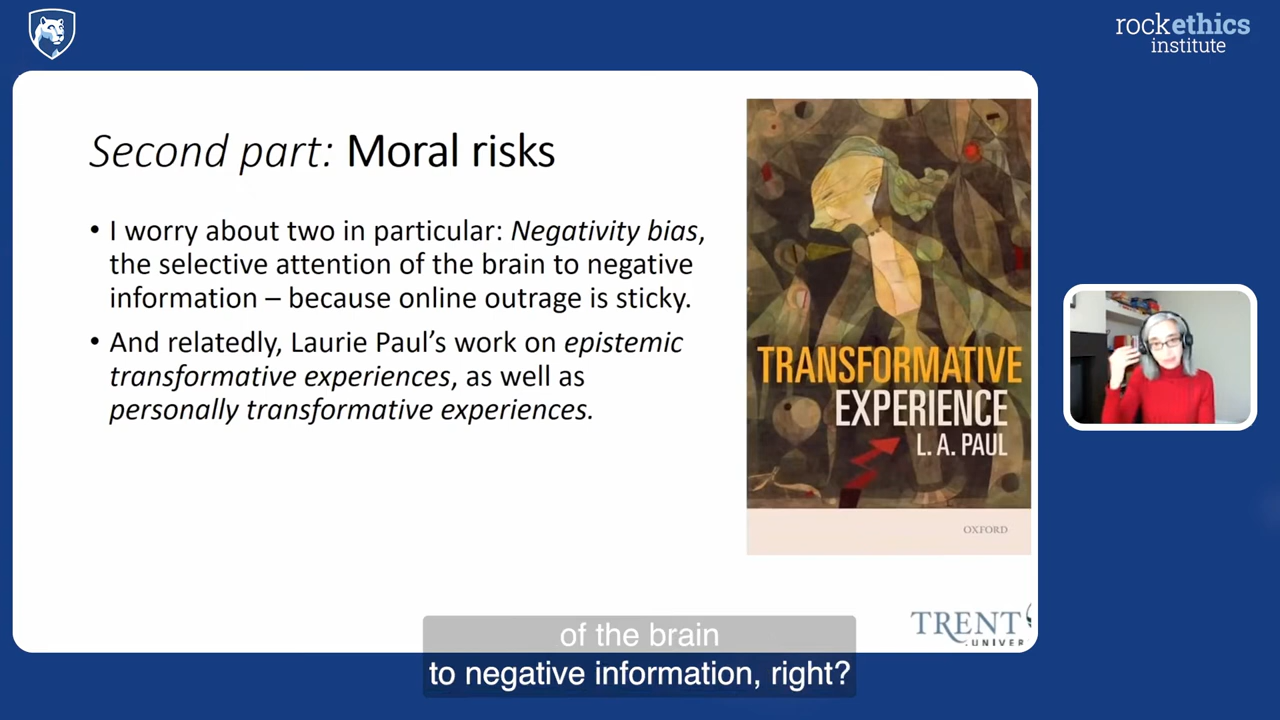 rockethics
institute
Second part: Moral risks
• I worry about two in particular: Negativity bias,
the selective attention of the brain to negative
information – because online outrage is sticky.
• And relatedly, Laurie Paul’s work on epistemic
transformative experiences, as well as
personally transformative experiences.
TRANSFORMATIVE
EXPERIENCE
L. A. PAUL
OXFORD
TRENT
UNIVER
of the brain
to negative information, right?